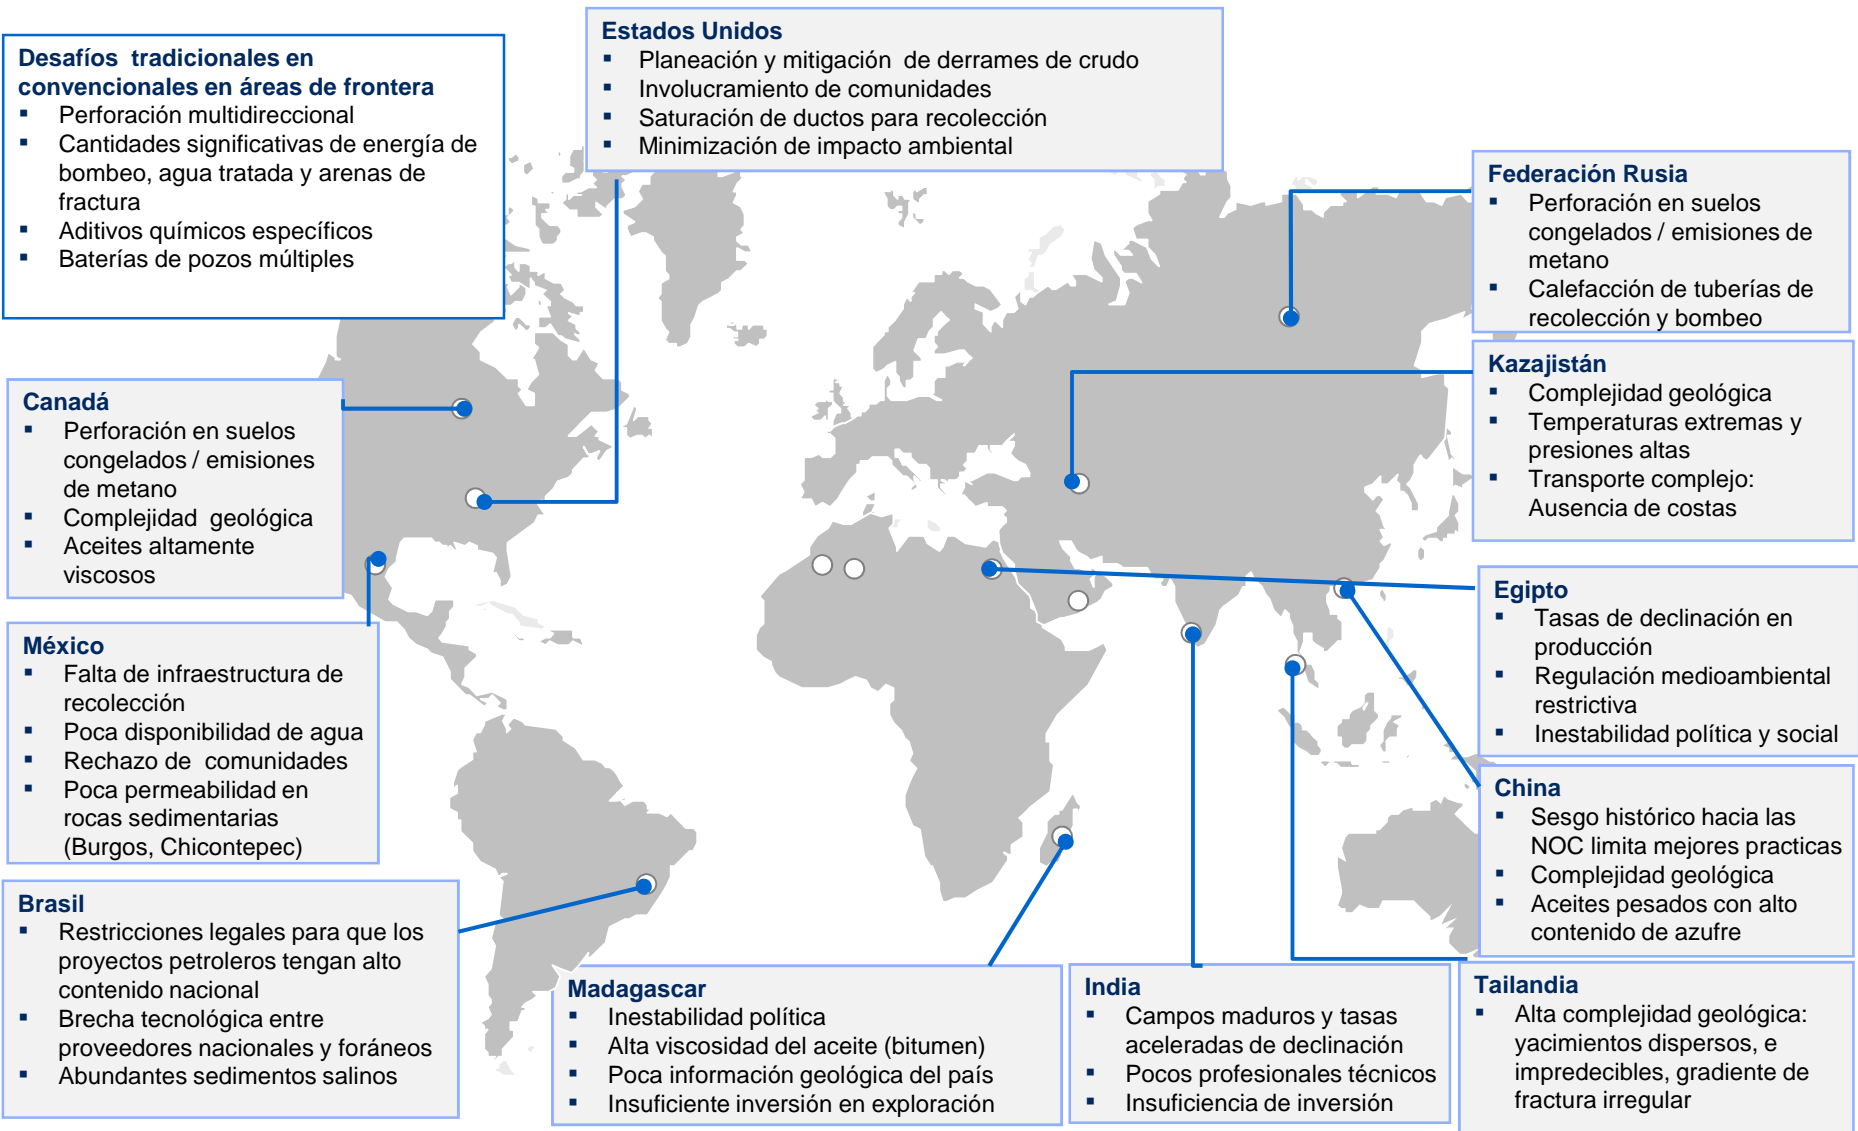 Desafíos tradicionales en
convencionales en áreas de frontera
▪ Perforación multidireccional
▪ Cantidades significativas de energía de
bombeo, agua tratada y arenas de
fractura
▪ Aditivos químicos específicos
▪ Baterías de pozos múltiples
Estados Unidos
▪ Planeación y mitigación de derrames de crudo
▪ Involucramiento de comunidades
▪ Saturación de ductos para recolección
▪ Minimización de impacto ambiental
Federación Rusia
▪ Perforación en suelos
congelados / emisiones de
metano
▪ Calefacción de tuberías de
recolección y bombeo
Kazajistán
▪ Complejidad geológica
▪ Temperaturas extremas y
presiones altas
▪ Transporte complejo:
Ausencia de costas
Canadá
▪ Perforación en suelos
congelados / emisiones
de metano
▪ Complejidad geológica
▪ Aceites altamente
viscosos
Egipto
▪ Tasas de declinación en
producción
▪ Regulación medioambiental
restrictiva
▪ Inestabilidad política y social
México
▪ Falta de infraestructura de
recolección
▪ Poca disponibilidad de agua
▪ Rechazo de comunidades
▪ Poca permeabilidad en
rocas sedimentarias
(Burgos, Chicontepec)
China
▪ Sesgo histórico hacia las
NOC limita mejores practicas
▪ Complejidad geológica
▪ Aceites pesados con alto
contenido de azufre
Brasil
▪ Restricciones legales para que los
proyectos petroleros tengan alto
contenido nacional
▪ Brecha tecnológica entre
proveedores nacionales y foráneos
▪ Abundantes sedimentos salinos
Madagascar
▪ Inestabilidad política
▪ Alta viscosidad del aceite (bitumen)
▪ Poca información geológica del país
▪ Insuficiente inversión en exploración
India
▪ Campos maduros y tasas
aceleradas de declinación
▪ Pocos profesionales técnicos
▪ Insuficiencia de inversión
Tailandia
▪ Alta complejidad geológica:
yacimientos dispersos, e
impredecibles, gradiente de
fractura irregular